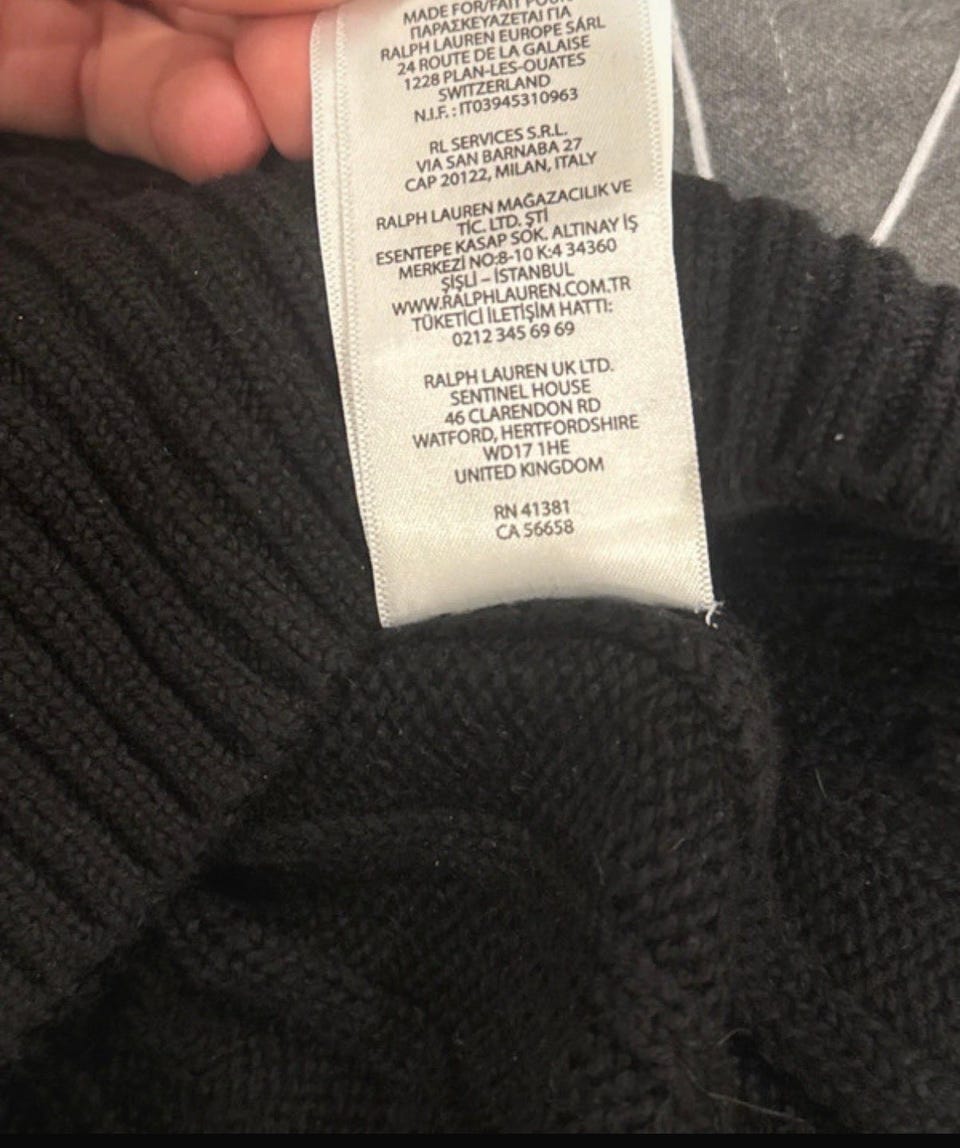 MADE FOR/FAIT POUR
ΠΑΡΑΣΚΕΥΑΖΕΤΑΙ ΓΙΑ
RALPH LAUREN EUROPE SÁRL
24 ROUTE DE LA GALAISE
1228 PLAN-LES-OUATES
SWITZERLAND
N.I.F. : IT03945310963
RL SERVICES S.R.L.
VIA SAN BARNABA 27
CAP 20122, MILAN, ITALY
RALPH LAUREN MAĞAZACILIK VE
TİC. LTD. ŞTİ
ESENTEPE KASAP SOK. ALTINAY İŞ
MERKEZİ NO:8-10 K:4 34360
ŞİŞLİ – İSTANBUL
WWW.RALPHLAUREN.COM.TR
TÜKETİCİ İLETİŞİM HATTI:
0212 345 69 69
RALPH LAUREN UK LTD.
SENTINEL HOUSE
46 CLARENDON RD
WATFORD, HERTFORDSHIRE
WD17 1HE
UNITED KINGDOM
RN 41381
CA 56658